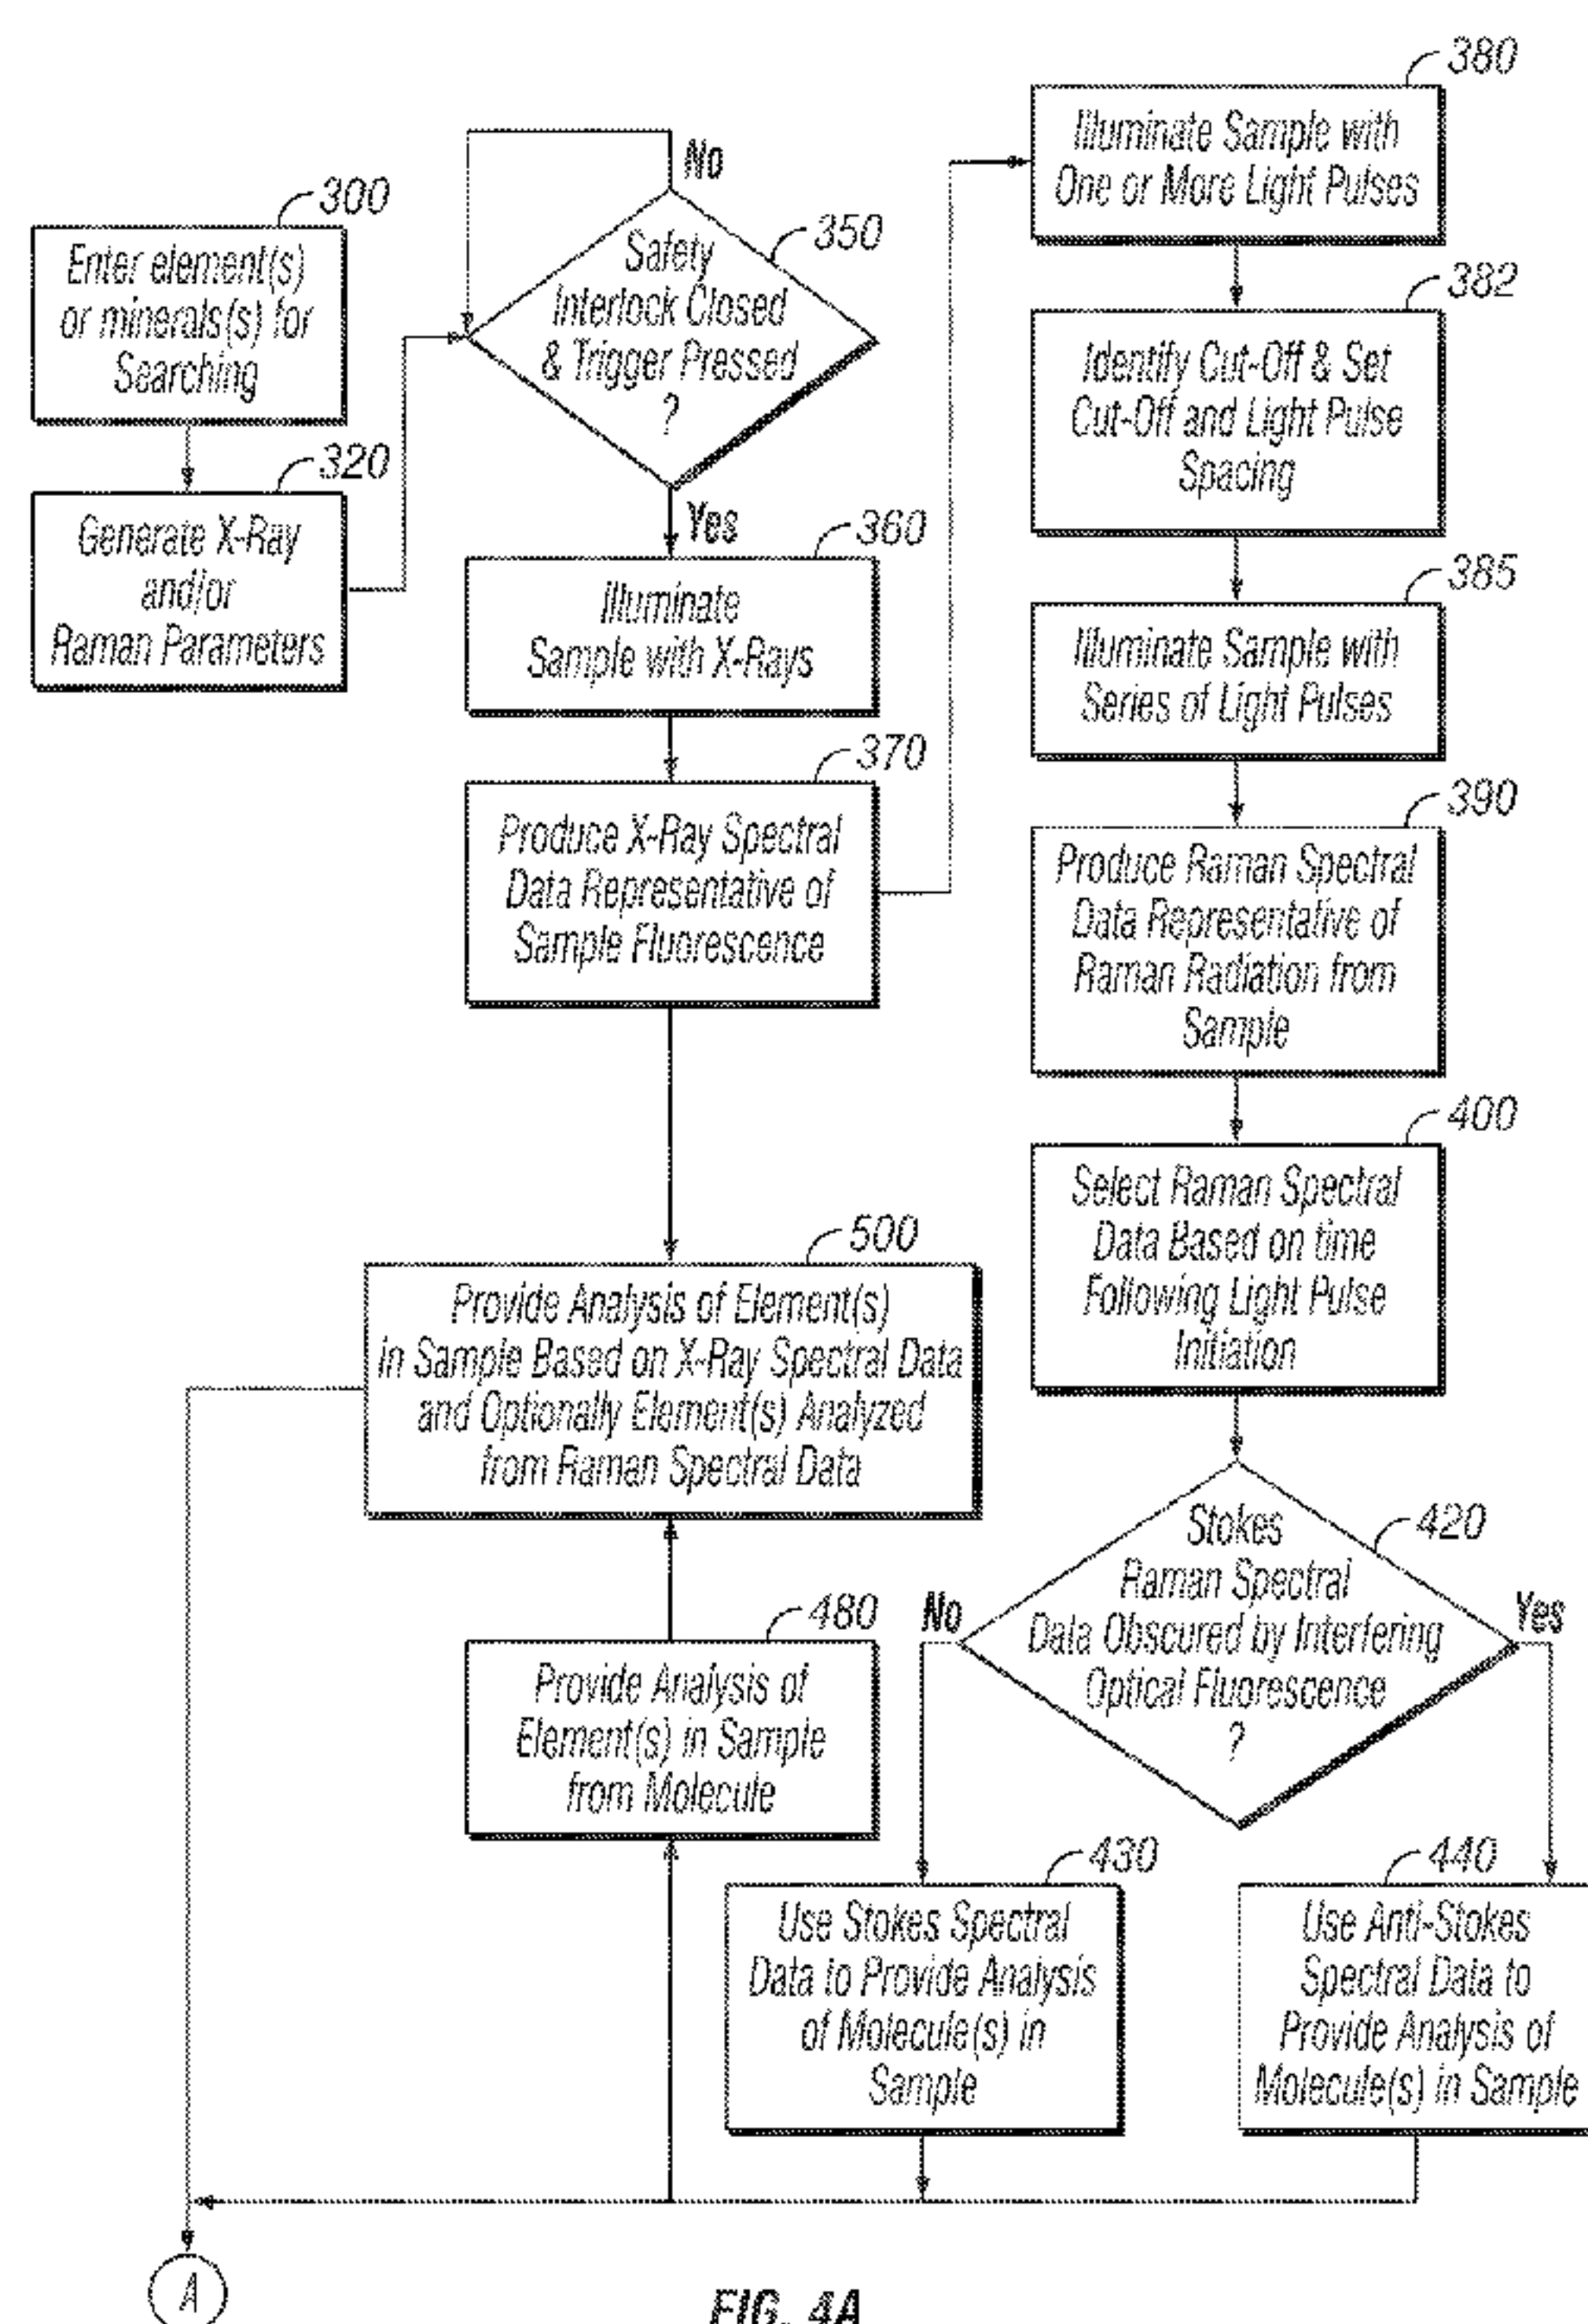 300
Enter element(s)
or minerals(s) for
Searching
320
Generate X-Ray
and/or
Raman Parameters
No
350
Safety
Interlock Closed
& Trigger Pressed
?
Yes
360
Illuminate
Sample with X-Rays
370
Produce X-Ray Spectral
Data Representative of
Sample Fluorescence
380
Illuminate Sample with
One or More Light Pulses
382
Identify Cut-Off & Set
Cut-Off and Light Pulse
Spacing
385
Illuminate Sample with
Series of Light Pulses
390
Produce Raman Spectral
Data Representative of
Raman Radiation from
Sample
400
Select Raman Spectral
Data Based on time
Following Light Pulse
Initiation
420
Stokes
Raman Spectral
Data Obscured by Interfering
Optical Fluorescence
?
No
Yes
430
Use Stokes Spectral
Data to Provide Analysis
of Molecule(s) in
Sample
440
Use Anti-Stokes
Spectral Data to
Provide Analysis of
Molecule(s) in Sample
480
Provide Analysis of
Element(s) in Sample
from Molecule
500
Provide Analysis of Element(s)
in Sample Based on X-Ray Spectral Data
and Optionally Element(s) Analyzed
from Raman Spectral Data
A
FIG. 4A